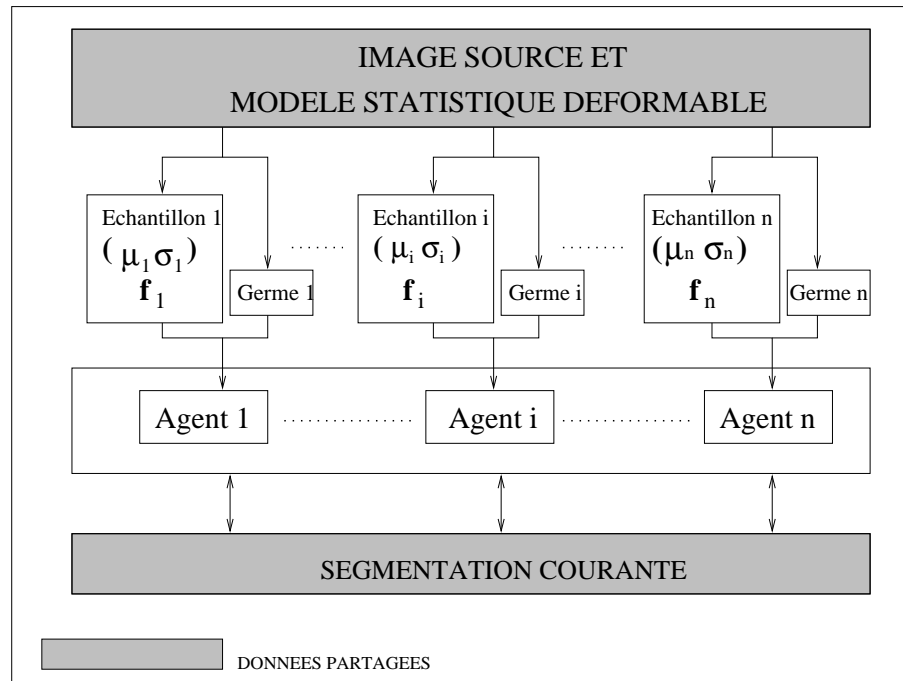 IMAGE SOURCE ET
MODELE STATISTIQUE DEFORMABLE
Echantillon 1
( μ1 σ1 )
f1
Germe 1
Echantillon i
( μi σi )
fi
Germe i
Echantillon n
(μn σn)
fn
Germe n
Agent 1
Agent i
Agent n
SEGMENTATION COURANTE
DONNEES PARTAGEES